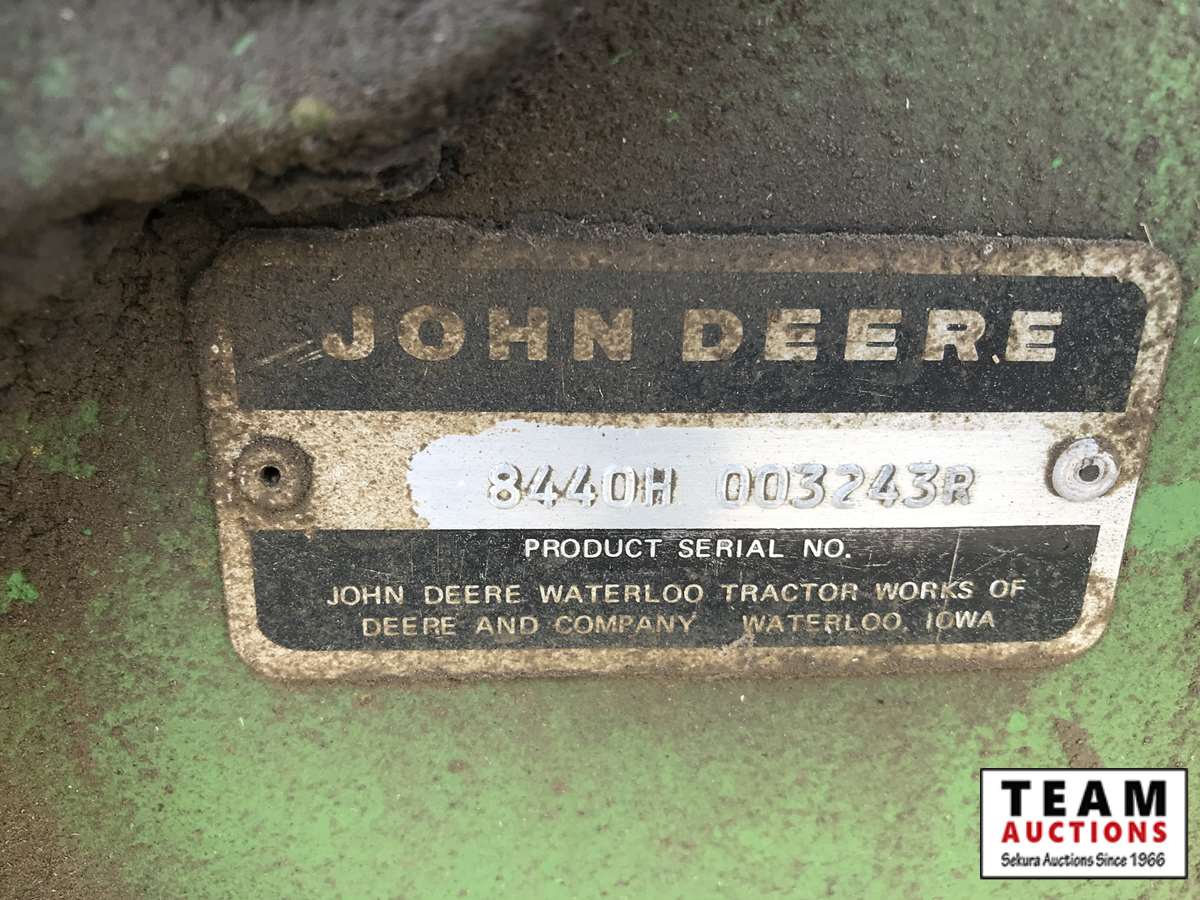 JOHN DEERE
8440H 003243R
PRODUCT SERIAL NO.
JOHN DEERE WATERLOO TRACTOR WORKS OF
DEERE AND COMPANY WATERLOO, IOWA
TEAM
AUCTIONS
Sekura Auctions Since 1966